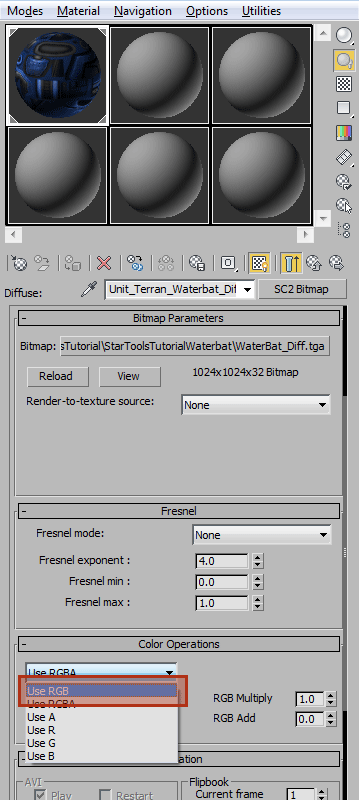 Modes Material Navigation Options Utilities
Diffuse: Unit_Terran_Waterbat_Dif SC2 Bitmap
- Bitmap Parameters
Bitmap: sTutorial\StarToolsTutorialWaterbat\WaterBat_Diff.tga
Reload View 1024x1024x32 Bitmap
Render-to-texture source: None
- Fresnel
Fresnel mode: None
Fresnel exponent : 4.0
Fresnel min : 0.0
Fresnel max : 1.0
- Color Operations
Use RGBA
Use RGB
Use RGBA
RGB Multiply 1.0
Use A
RGB Add 0.0
Use R
Use G
Use B
AVI Flipbook
Play Restart Current frame 1